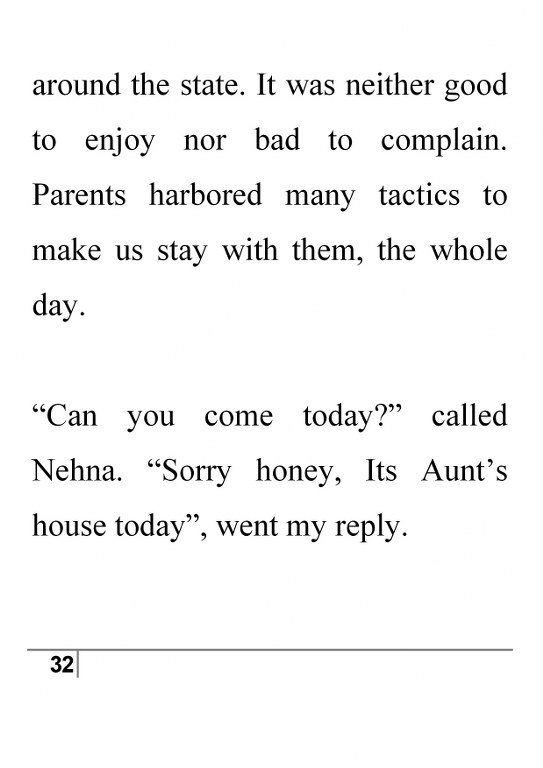 around the state. It was neither good
to enjoy nor bad to complain.
Parents harbored many tactics to
make us stay with them, the whole
day.
“Can you come today?” called
Nehna. “Sorry honey, Its Aunt’s
house today”, went my reply.
32